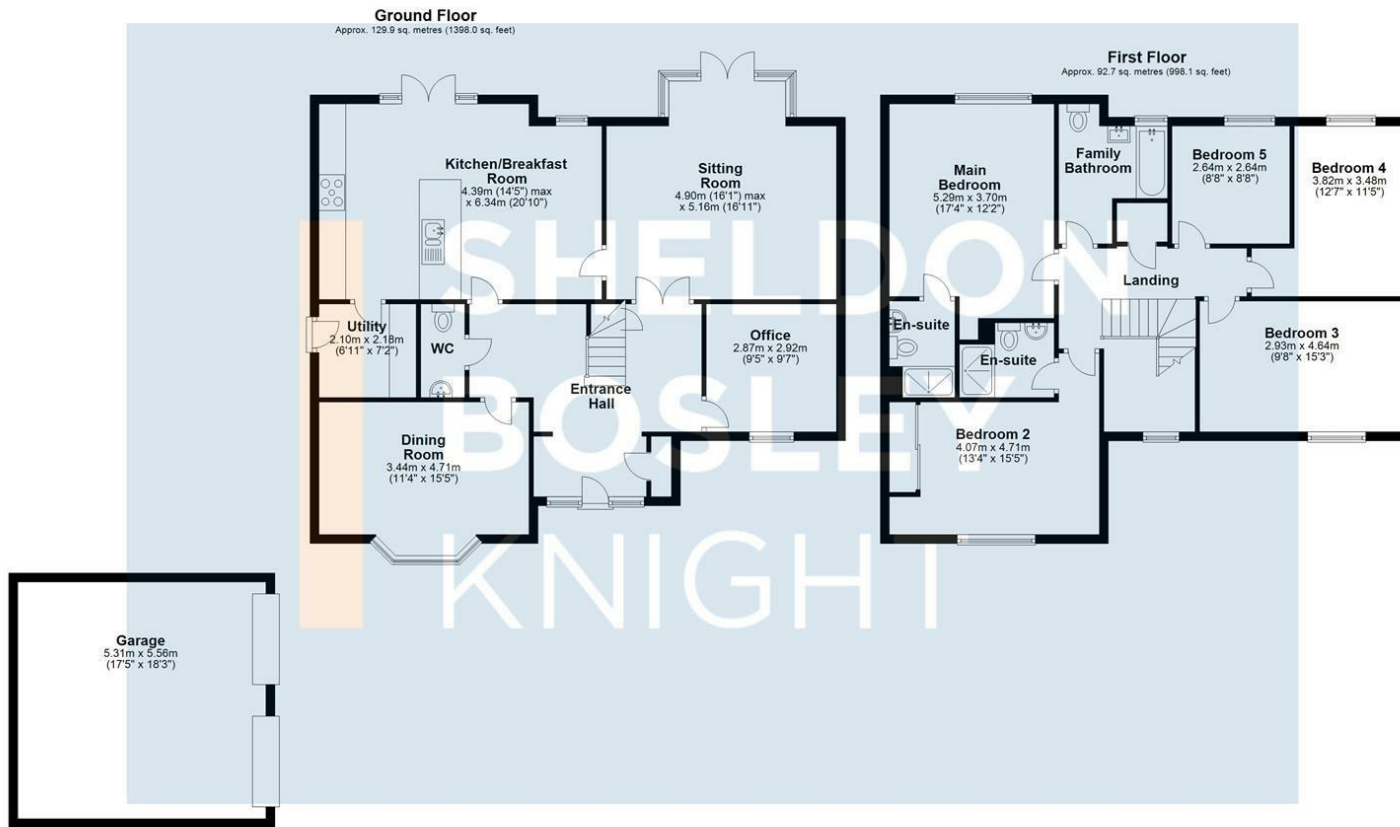 Ground Floor
Approx. 129.9 sq. metres (1398.0 sq. feet)
Kitchen/Breakfast
Room
4.39m (14'5") max
x 6.34m (20'10")
Sitting
Room
4.90m (16'1") max
x 5.16m (16'11")
Utility
2.10m x 2.18m
(6'11" x 7'2")
WC
Entrance
Hall
Office
2.87m x 2.92m
(9'5" x 9'7")
Dining
Room
3.44m x 4.71m
(11'4" x 15'5")
Garage
5.31m x 5.56m
(17'5" x 18'3")
First Floor
Approx. 92.7 sq. metres (998.1 sq. feet)
Main
Bedroom
5.29m x 3.70m
(17'4" x 12'2")
Family
Bathroom
Bedroom 5
2.64m x 2.64m
(8'8" x 8'8")
Bedroom 4
3.82m x 3.48m
(12'7" x 11'5")
Landing
En-suite
En-suite
Bedroom 3
2.93m x 4.64m
(9'8" x 15'3")
Bedroom 2
4.07m x 4.71m
(13'4" x 15'5")
SHELDON
BOSLEY
KNIGHT